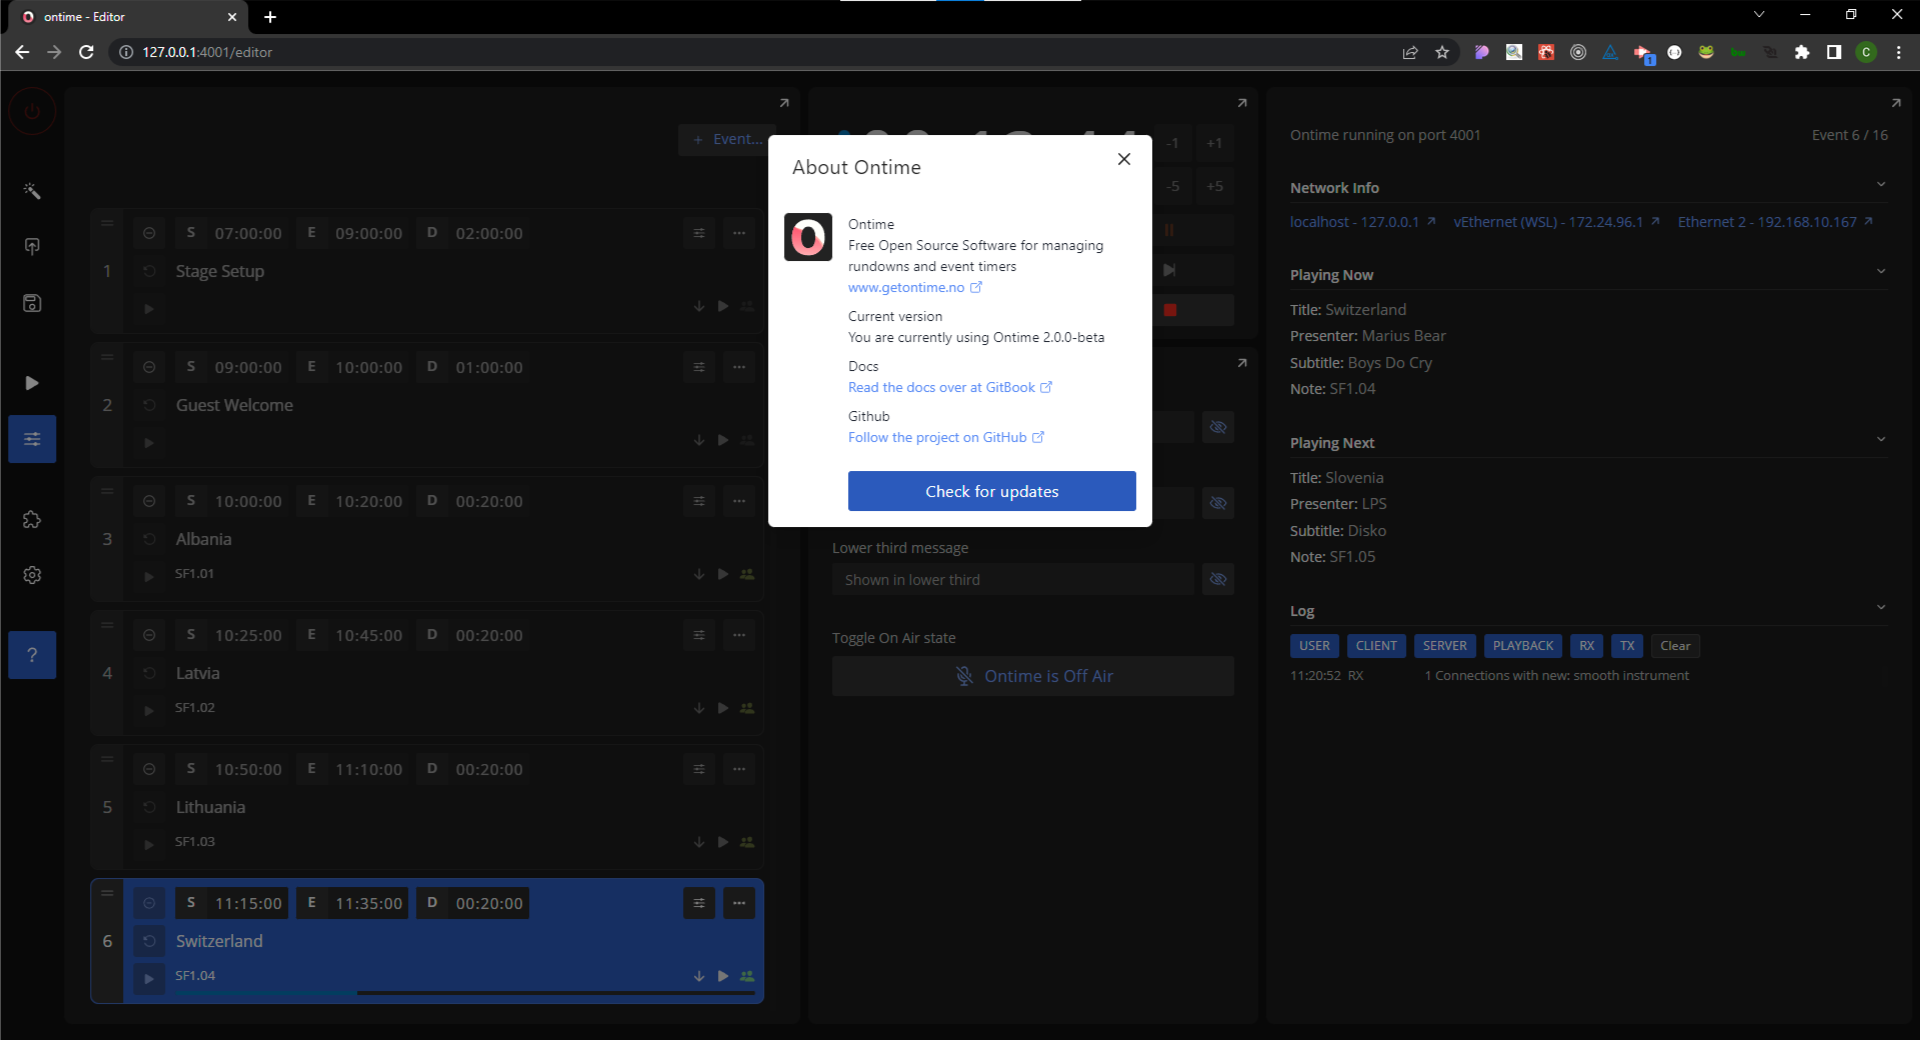 ontime - Editor
127.0.0.1:4001/editor
1
C
+ Event...
1
S 07:00:00 E 09:00:00 D 02:00:00
Stage Setup
2
S 09:00:00 E 10:00:00 D 01:00:00
Guest Welcome
3
S 10:00:00 E 10:20:00 D 00:20:00
Albania
SF1.01
4
S 10:25:00 E 10:45:00 D 00:20:00
Latvia
SF1.02
5
S 10:50:00 E 11:10:00 D 00:20:00
Lithuania
SF1.03
6
S 11:15:00 E 11:35:00 D 00:20:00
Switzerland
SF1.04
?
-1 +1
-5 +5
About Ontime
Ontime
Free Open Source Software for managing
rundowns and event timers
www.getontime.no
Current version
You are currently using Ontime 2.0.0-beta
Docs
Read the docs over at GitBook
Github
Follow the project on GitHub
Check for updates
Lower third message
Shown in lower third
Toggle On Air state
Ontime is Off Air
Ontime running on port 4001
Event 6 / 16
Network Info
localhost - 127.0.0.1 vEthernet (WSL) - 172.24.96.1 Ethernet 2 - 192.168.10.167
Playing Now
Title: Switzerland
Presenter: Marius Bear
Subtitle: Boys Do Cry
Note: SF1.04
Playing Next
Title: Slovenia
Presenter: LPS
Subtitle: Disko
Note: SF1.05
Log
USER CLIENT SERVER PLAYBACK RX TX Clear
11:20:52 RX 1 Connections with new: smooth instrument